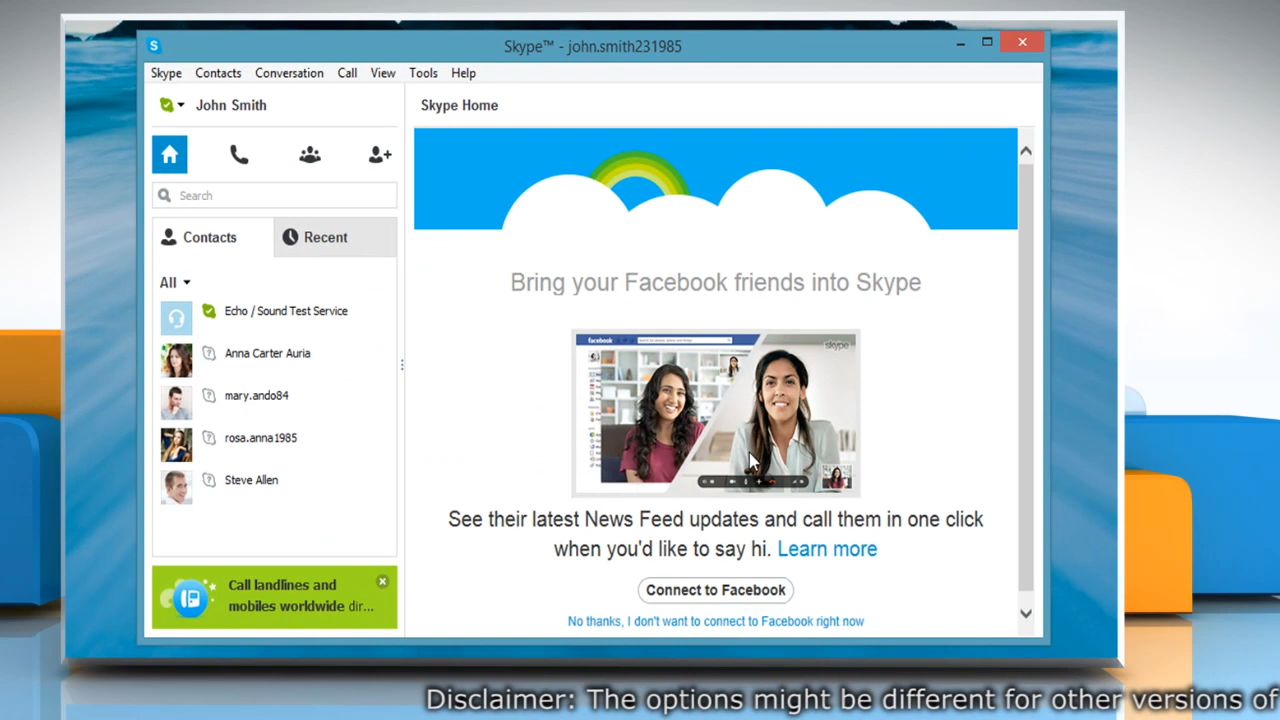 Skype™ - john.smith231985
Skype Contacts Conversation Call View Tools Help
John Smith
Search
Contacts
Recent
All
Echo / Sound Test Service
Anna Carter Auria
mary.ando84
rosa.anna1985
Steve Allen
Call landlines and
mobiles worldwide dir...
Skype Home
Bring your Facebook friends into Skype
facebook
skype
See their latest News Feed updates and call them in one click
when you'd like to say hi. Learn more
Connect to Facebook
No thanks, I don't want to connect to Facebook right now
Disclaimer: The options might be different for other versions of